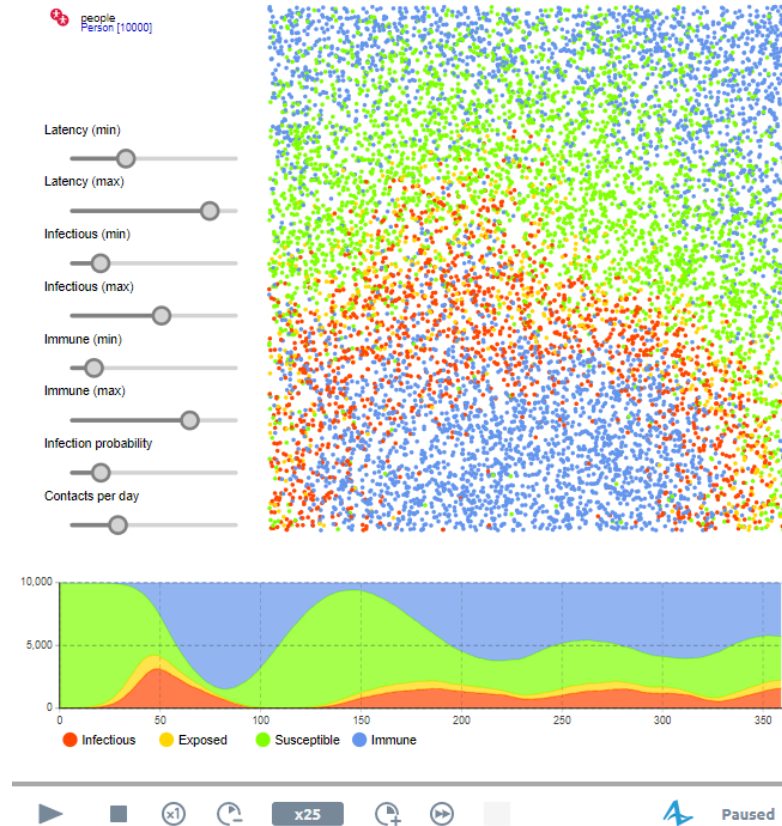 people
Person [10000]
Latency (min)
Latency (max)
Infectious (min)
Infectious (max)
Immune (min)
Immune (max)
Infection probability
Contacts per day
10,000
5,000
0
0 50 100 150 200 250 300 350
Infectious Exposed Susceptible Immune
x1 x25 Paused